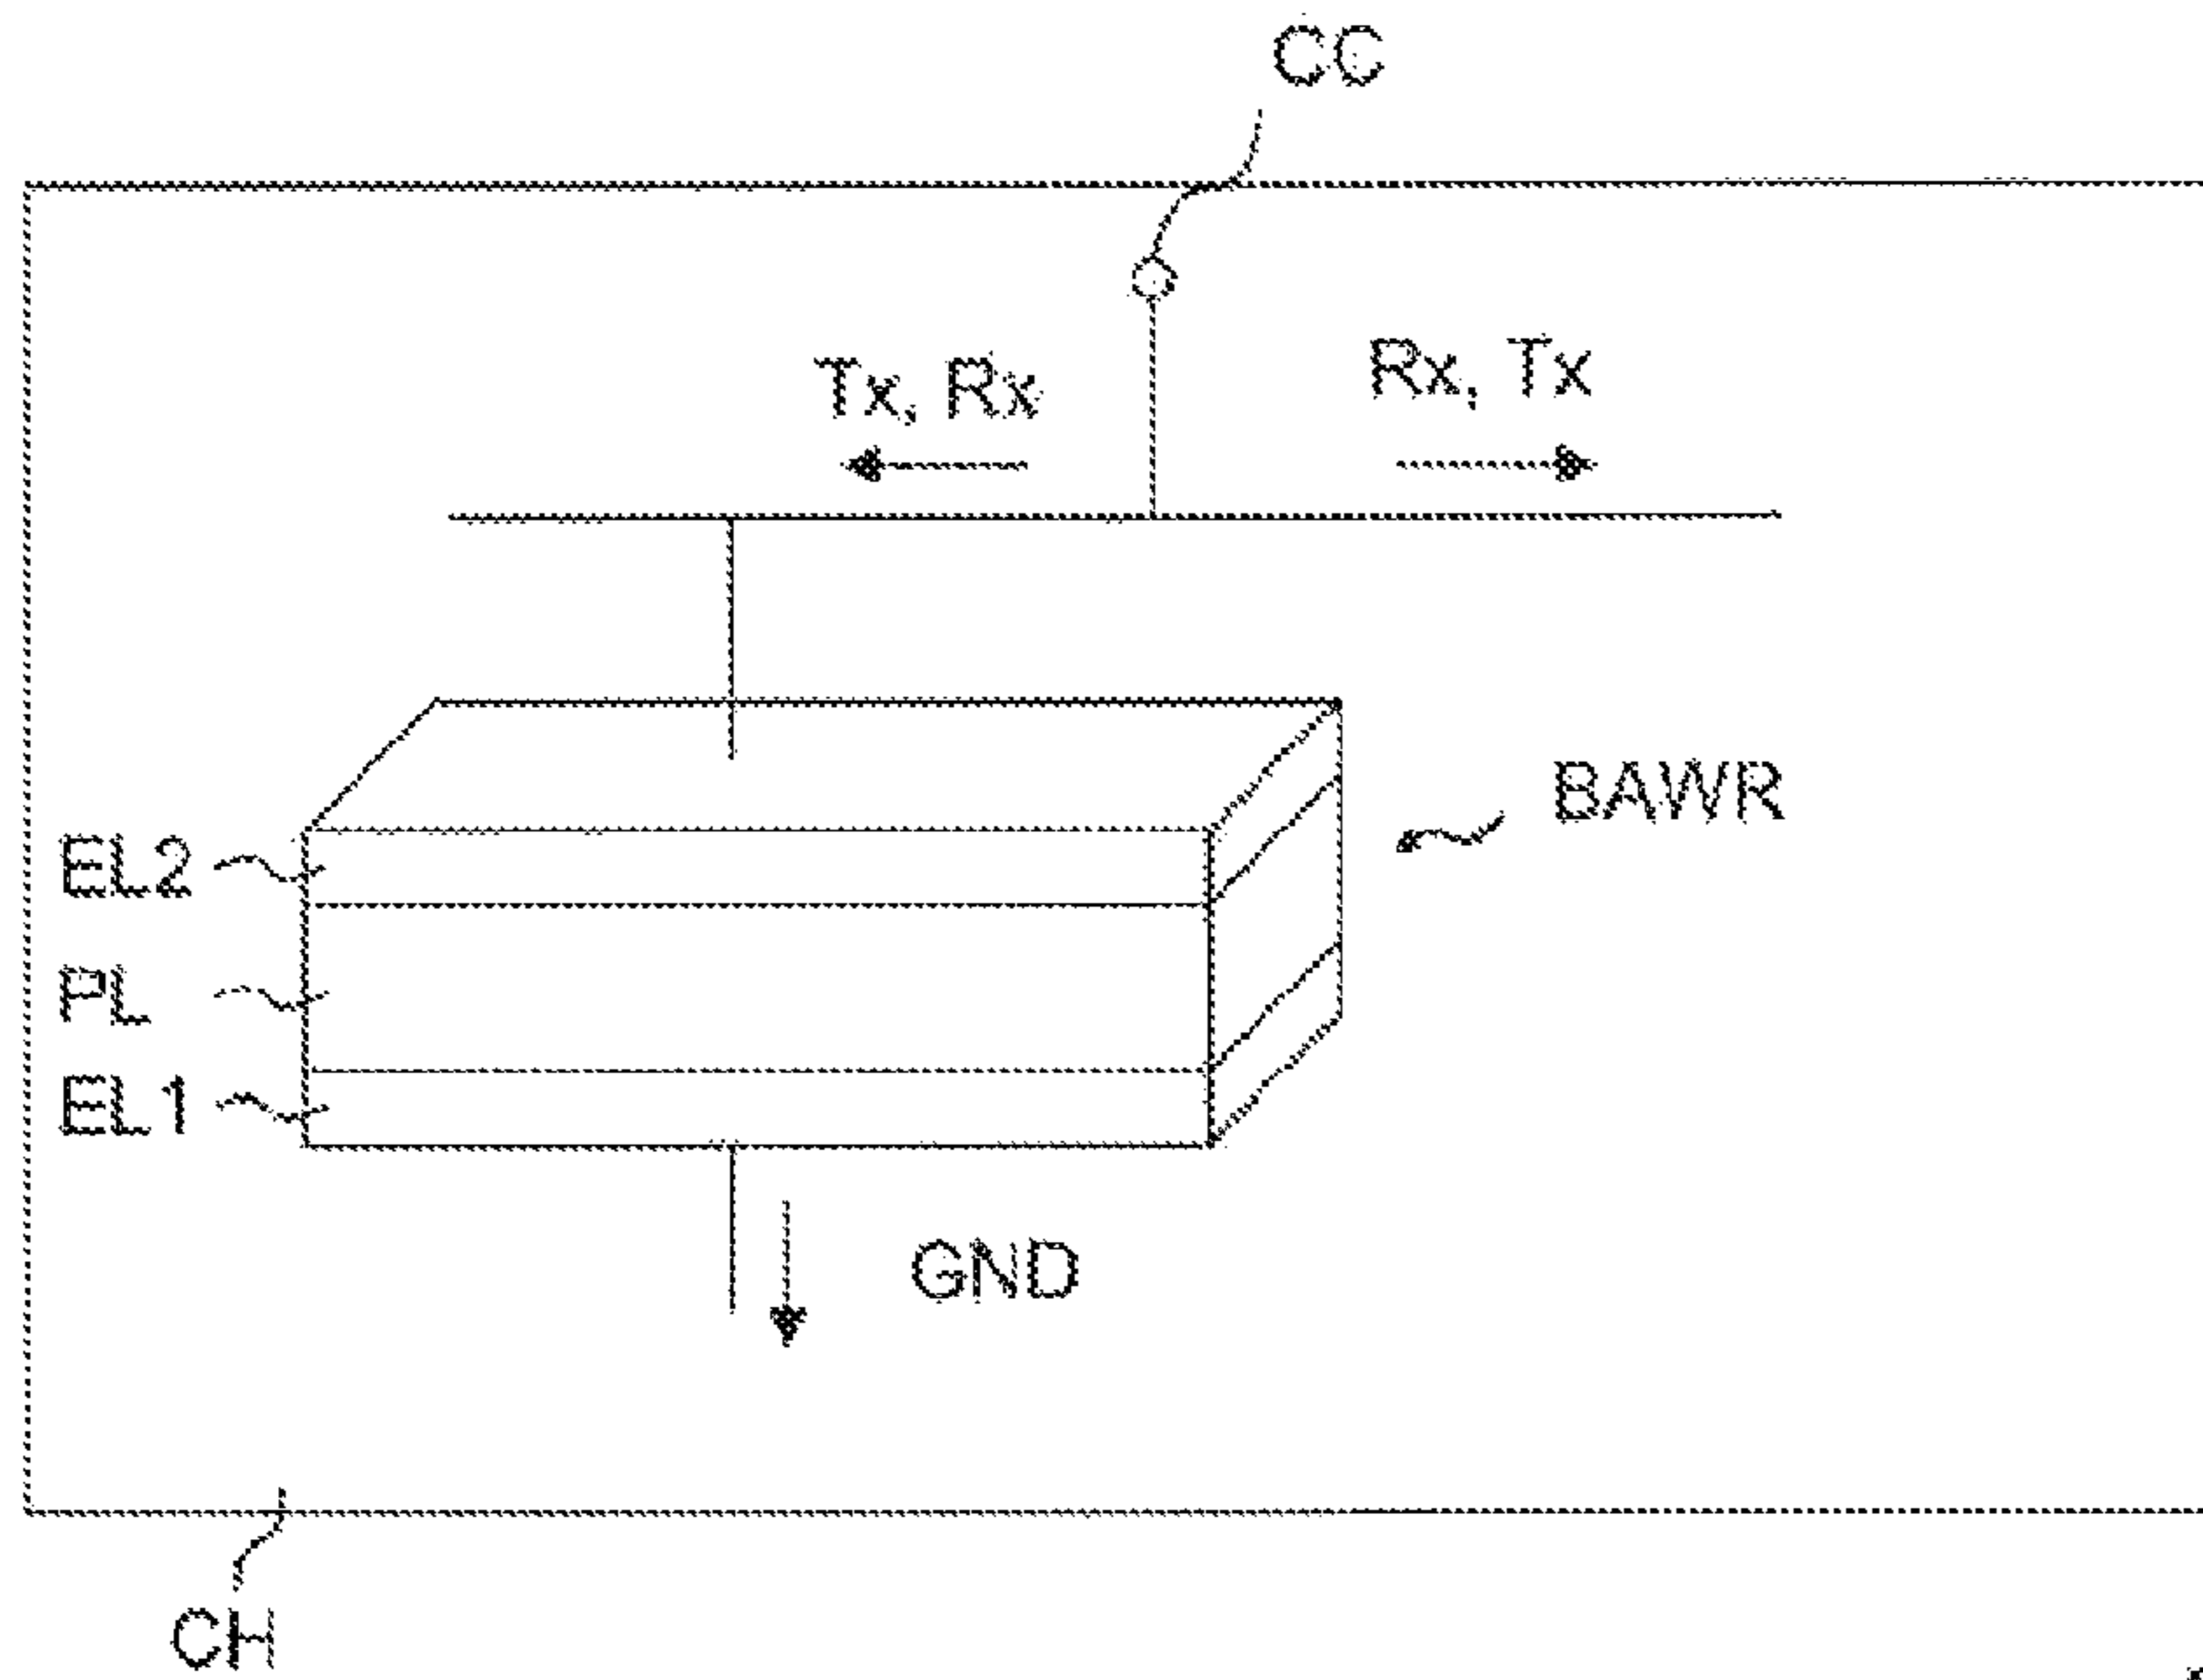 CC
Tx, Rx
Rx, Tx
BAWR
EL2
PL
EL1
GND
CH